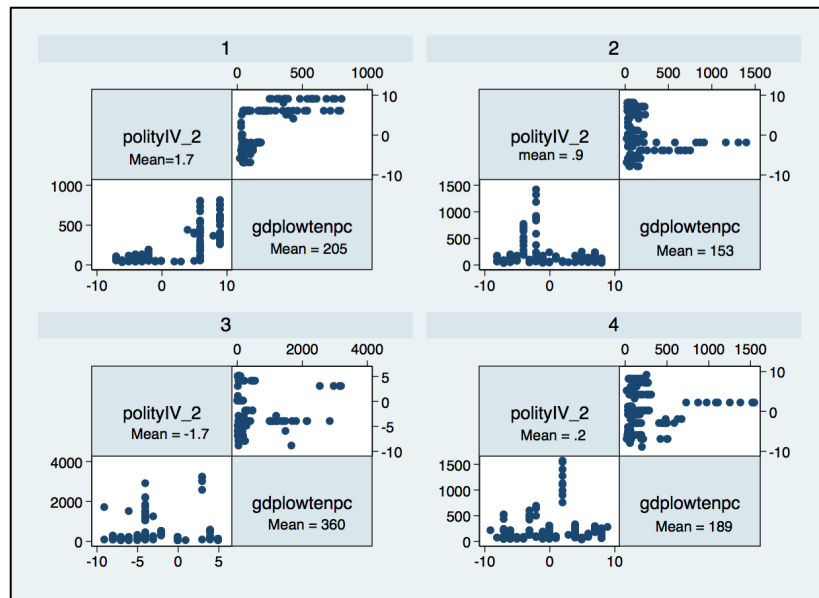 1
0 500 1000
polityIV_2
Mean=1.7
10
0
-10
1000
500
0
gdplowtenpc
Mean = 205
-10 0 10
2
0 500 1000 1500
polityIV_2
mean = .9
10
0
-10
1500
1000
500
0
gdplowtenpc
Mean = 153
-10 0 10
3
0 2000 4000
polityIV_2
Mean = -1.7
5
0
-5
-10
4000
2000
0
gdplowtenpc
Mean = 360
-10 -5 0 5
4
0 500 1000 1500
polityIV_2
Mean = .2
10
0
-10
1500
1000
500
0
gdplowtenpc
Mean = 189
-10 0 10